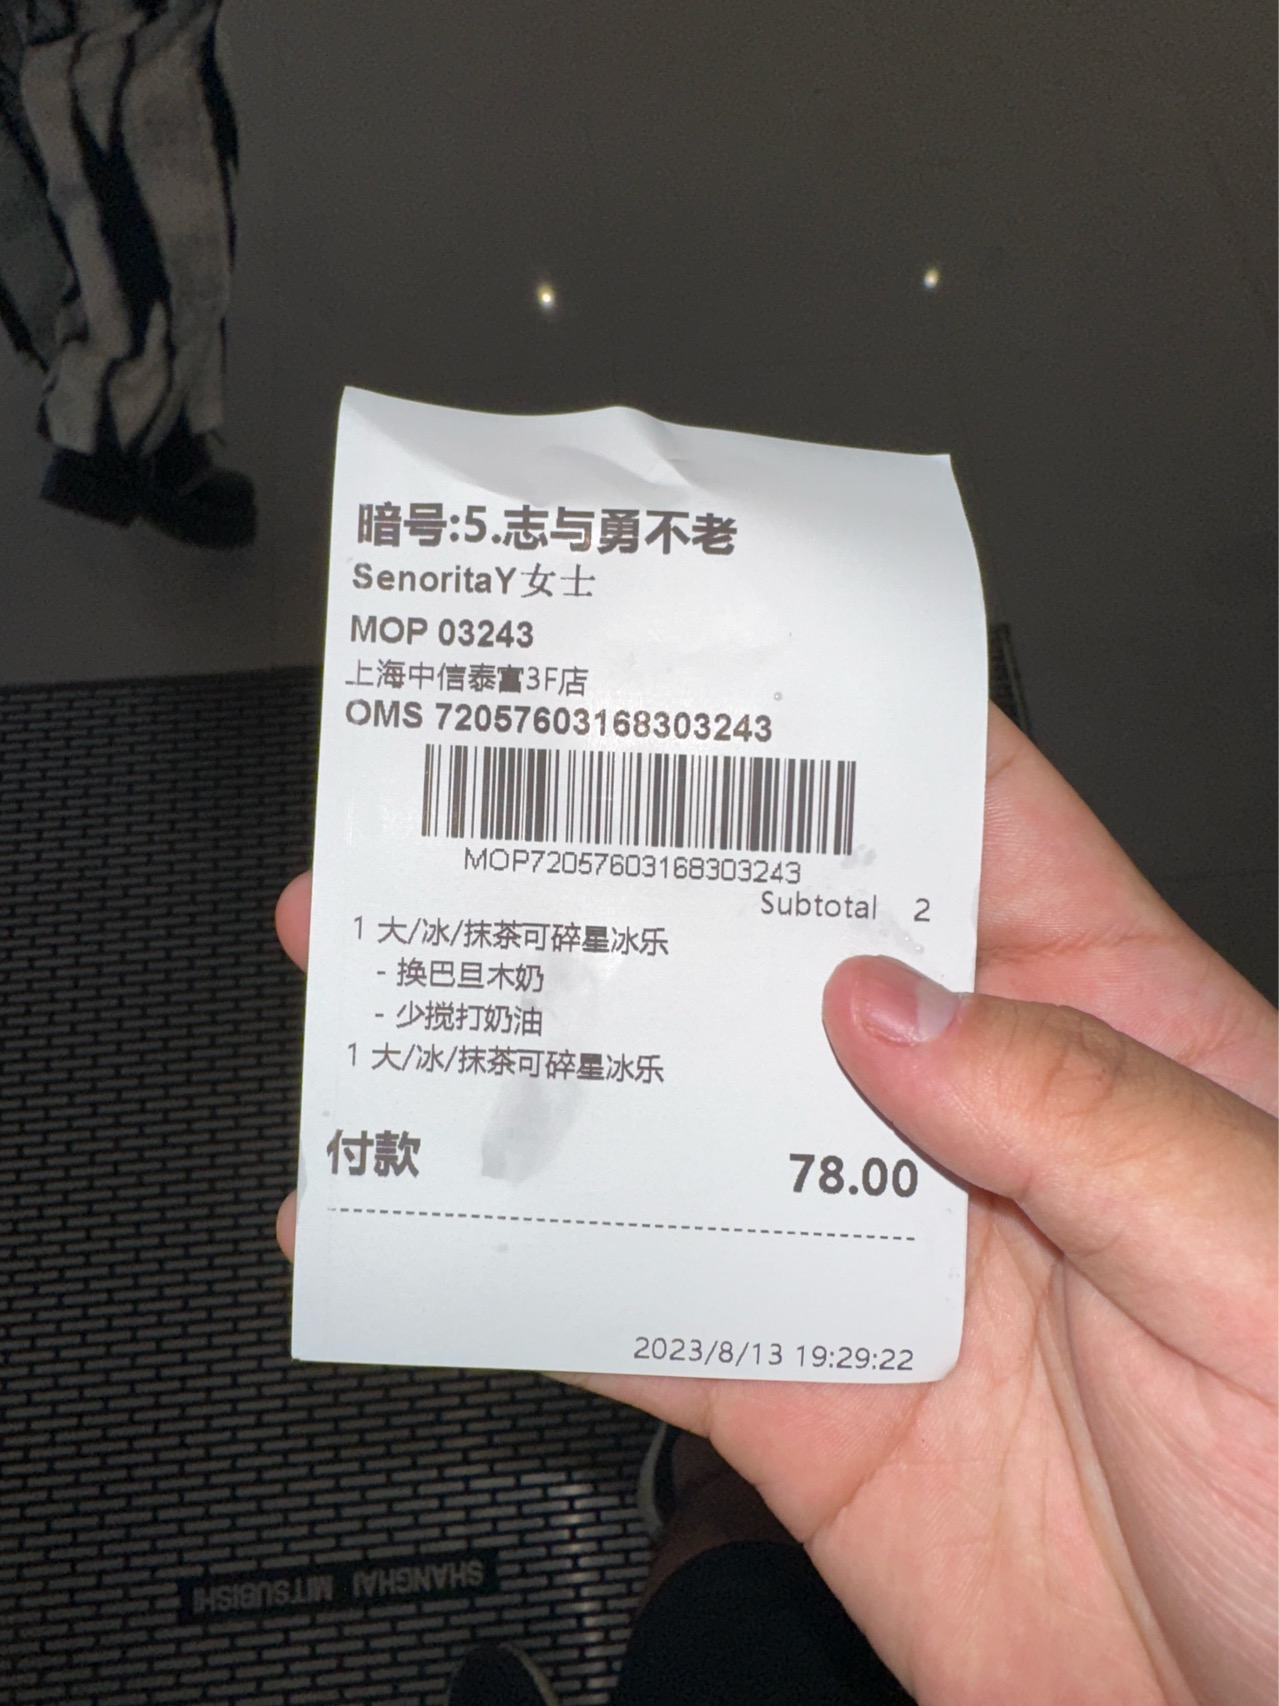 暗号:5.志与勇不老
SenoritaY女士
MOP 03243
上海中信泰富3F店
OMS 72057603168303243
MOP72057603168303243
Subtotal 2
1 大/冰/抹茶可碎星冰乐
- 换巴旦木奶
- 少搅打奶油
1 大/冰/抹茶可碎星冰乐
付款 78.00
2023/8/13 19:29:22
SHANGHAI MITSUBISHI